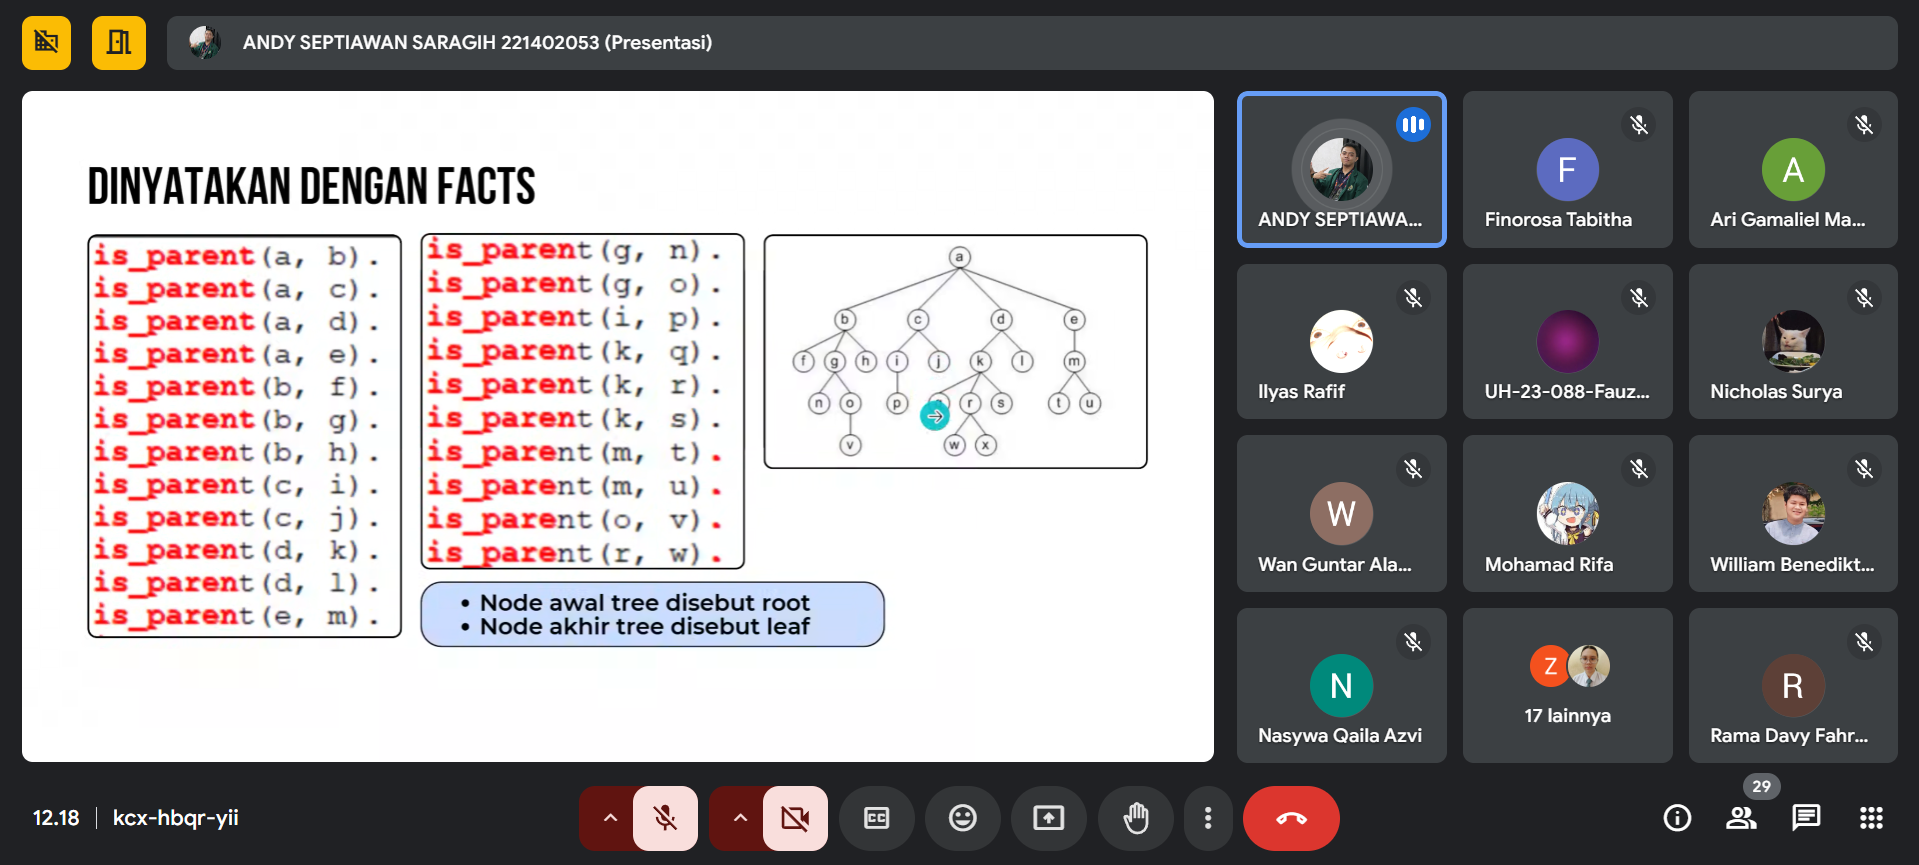 ANDY SEPTIAWAN SARAGIH 221402053 (Presentasi)
DINYATAKAN DENGAN FACTS
is_parent(a, b).
is_parent(a, c).
is_parent(a, d).
is_parent(a, e).
is_parent(b, f).
is_parent(b, g).
is_parent(b, h).
is_parent(c, i).
is_parent(c, j).
is_parent(d, k).
is_parent(d, l).
is_parent(e, m).
is_parent(g, n).
is_parent(g, o).
is_parent(i, p).
is_parent(k, q).
is_parent(k, r).
is_parent(k, s).
is_parent(m, t).
is_parent(m, u).
is_parent(o, v).
is_parent(r, w).
a
b c d e
f g h i j k l m
n o p r s t u
v w x
• Node awal tree disebut root
• Node akhir tree disebut leaf
ANDY SEPTIAWA...
F
Finorosa Tabitha
A
Ari Gamaliel Ma...
Ilyas Rafif
UH-23-088-Fauz...
Nicholas Surya
W
Wan Guntar Ala...
Mohamad Rifa
William Benedikt...
N
Nasywa Qaila Azvi
Z
17 lainnya
R
Rama Davy Fahr...
12.18 | kcx-hbqr-yii
CC
29